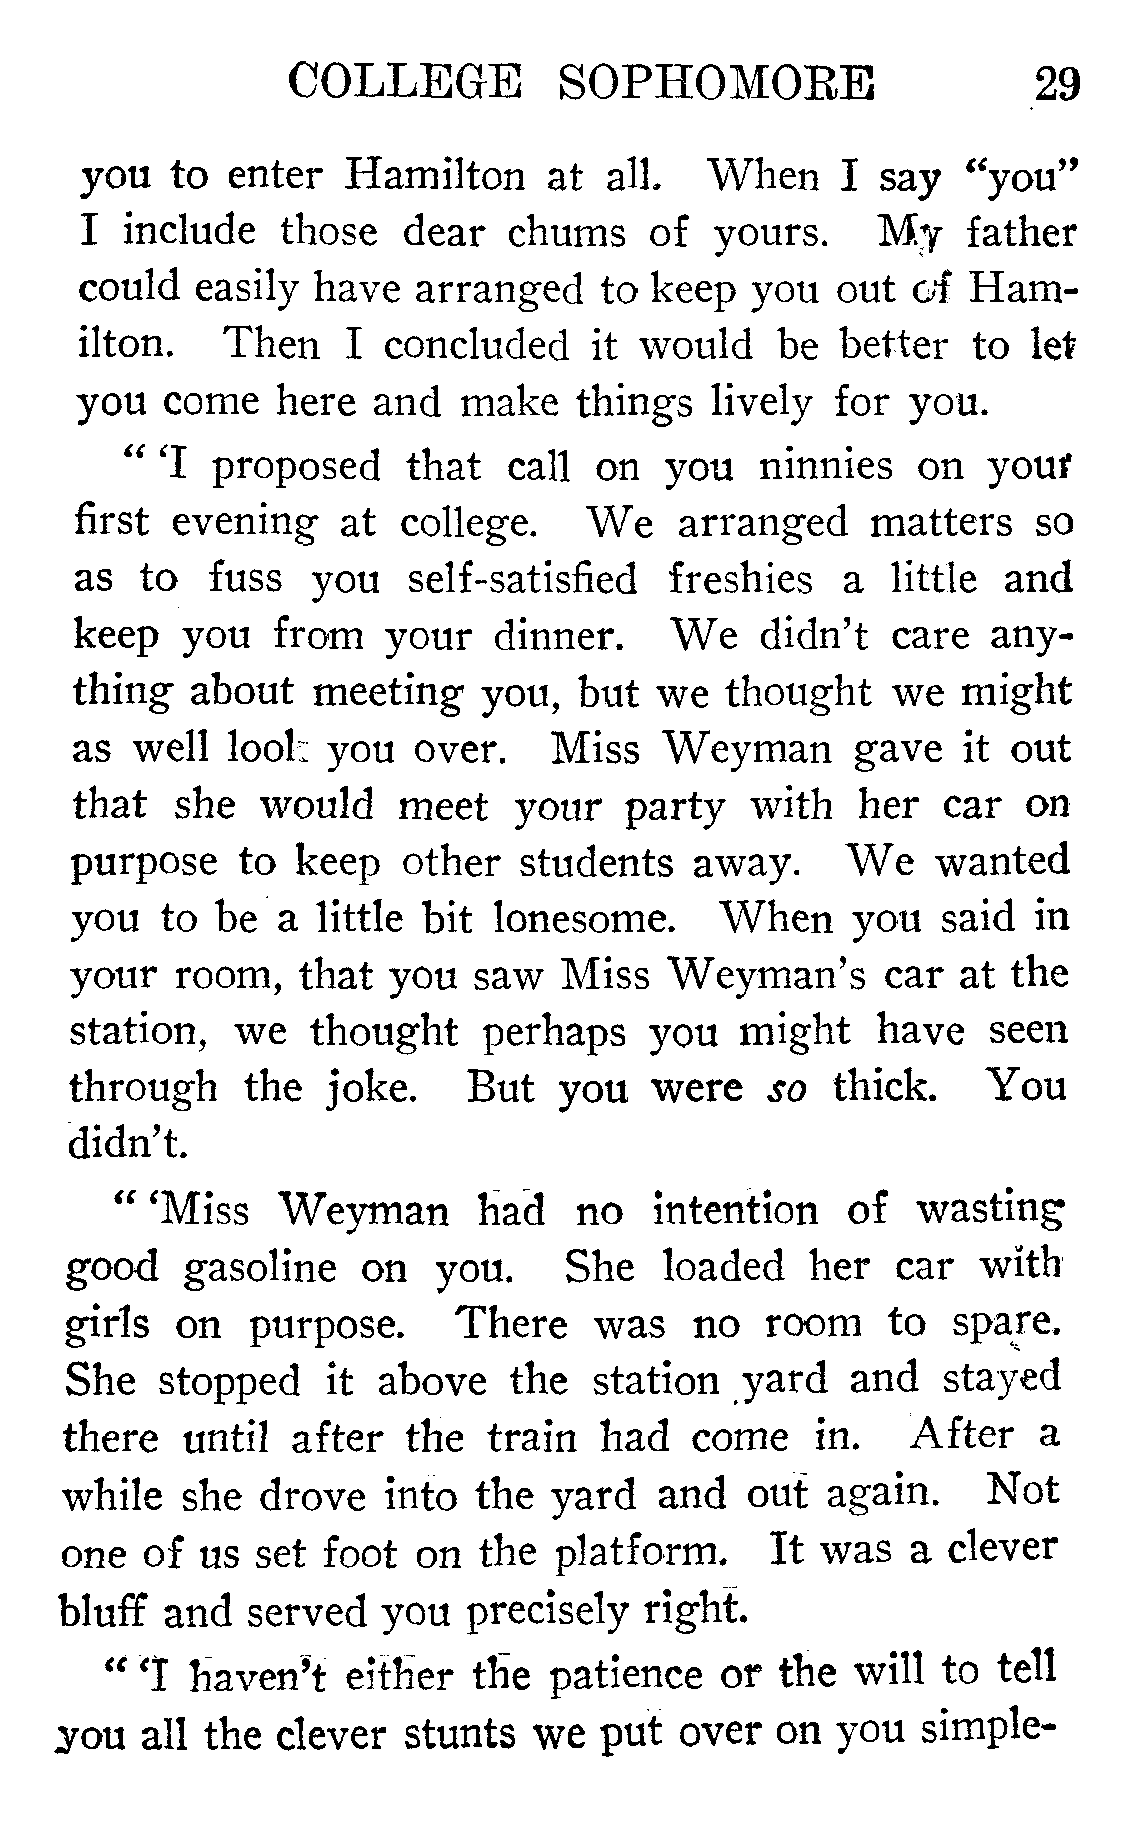 COLLEGE SOPHOMORE 29
you to enter Hamilton at all. When I say "you"
I include those dear chums of yours. My father
could easily have arranged to keep you out of Ham-
ilton. Then I concluded it would be better to let
you come here and make things lively for you.
" 'I proposed that call on you ninnies on your
first evening at college. We arranged matters so
as to fuss you self-satisfied freshies a little and
keep you from your dinner. We didn't care any-
thing about meeting you, but we thought we might
as well look you over. Miss Weyman gave it out
that she would meet your party with her car on
purpose to keep other students away. We wanted
you to be a little bit lonesome. When you said in
your room, that you saw Miss Weyman's car at the
station, we thought perhaps you might have seen
through the joke. But you were so thick. You
didn't.
" 'Miss Weyman had no intention of wasting
good gasoline on you. She loaded her car with
girls on purpose. There was no room to spare.
She stopped it above the station yard and stayed
there until after the train had come in. After a
while she drove into the yard and out again. Not
one of us set foot on the platform. It was a clever
bluff and served you precisely right.
" 'I haven't either the patience or the will to tell
you all the clever stunts we put over on you simple-